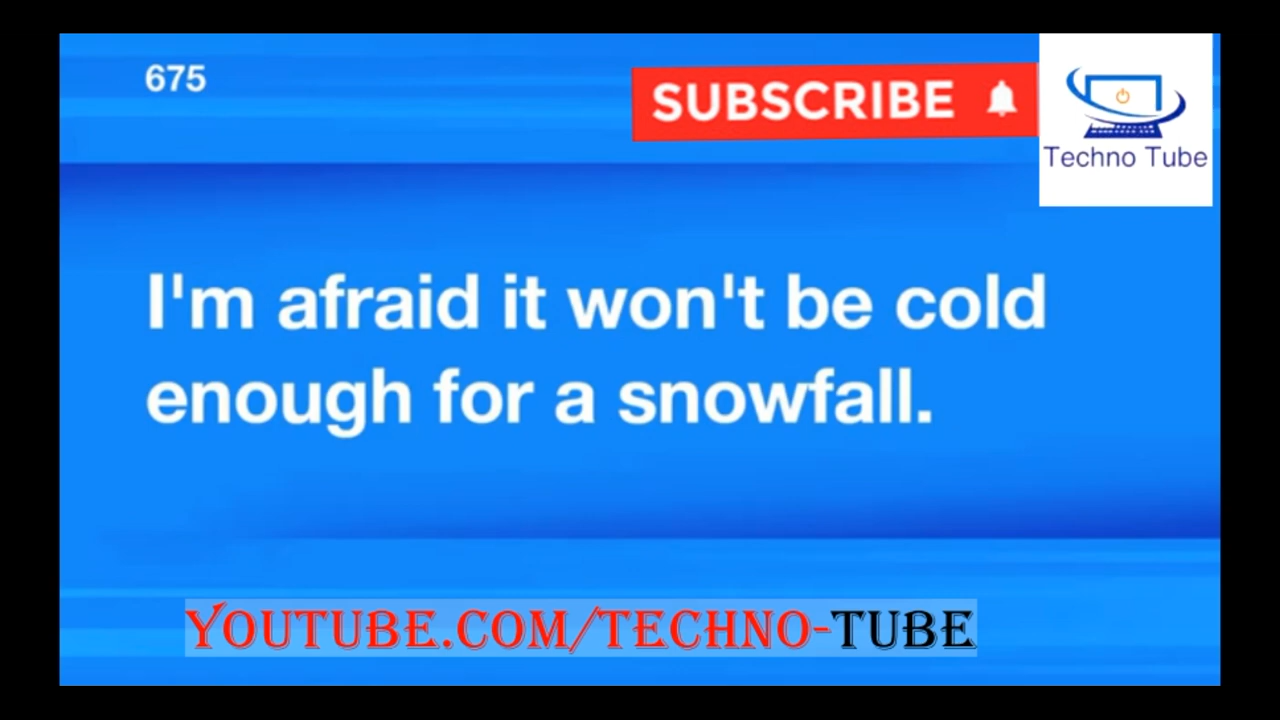 675
SUBSCRIBE
Techno Tube
I'm afraid it won't be cold
enough for a snowfall.
YOUTUBE.COM/TECHNO-TUBE